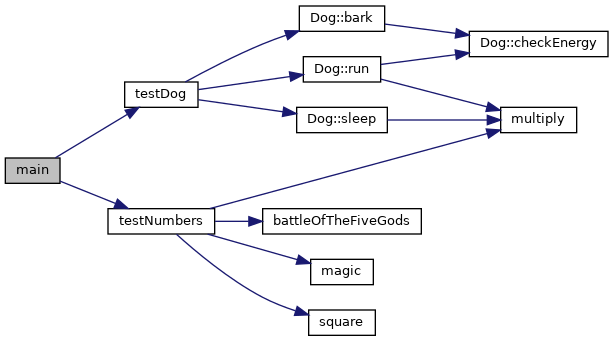 Dog::bark
Dog::checkEnergy
Dog::run
testDog
Dog::sleep
multiply
main
testNumbers
battleOfTheFiveGods
magic
square